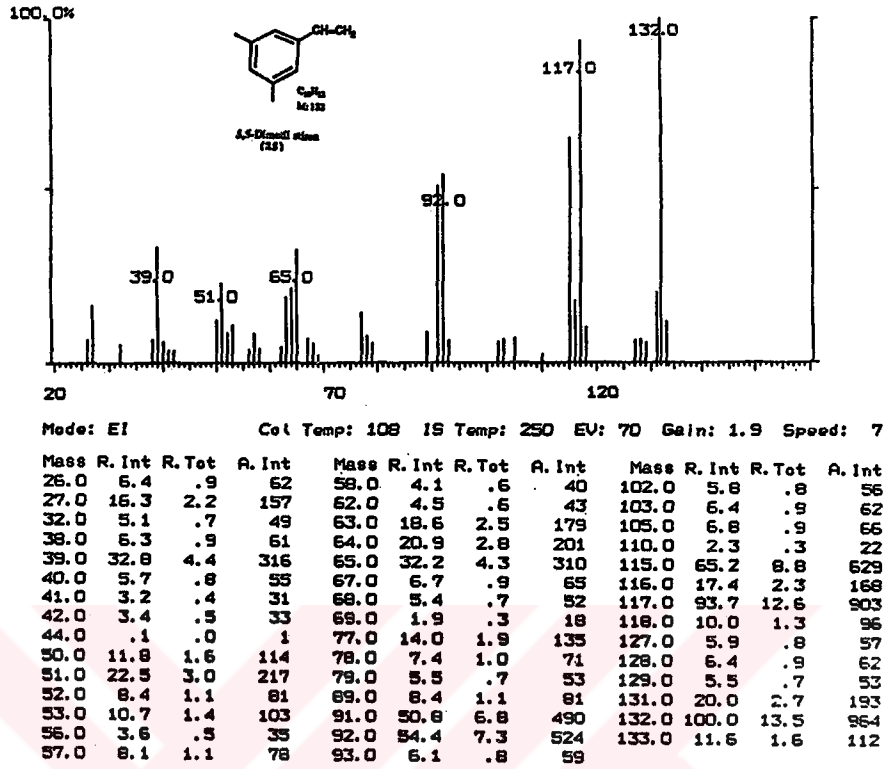 100.0%
132.0
CH=CH₂
117.0
C₁₀H₁₂
M:132
3,5-Dimetil stiren
(25)
92.0
39.0
65.0
51.0
20 70 120
Mode: EI Col Temp: 108 IS Temp: 250 EV: 70 Gain: 1.9 Speed: 7
Mass R. Int R. Tot A. Int Mass R. Int R. Tot A. Int Mass R. Int R. Tot A. Int
26.0 6.4 .9 62 58.0 4.1 .6 40 102.0 5.8 .8 56
27.0 16.3 2.2 157 62.0 4.5 .6 43 103.0 6.4 .9 62
32.0 5.1 .7 49 63.0 18.6 2.5 179 105.0 6.8 .9 66
38.0 6.3 .9 61 64.0 20.9 2.8 201 110.0 2.3 .3 22
39.0 32.8 4.4 316 65.0 32.2 4.3 310 115.0 65.2 8.8 629
40.0 5.7 .8 55 67.0 6.7 .9 65 116.0 17.4 2.3 168
41.0 3.2 .4 31 68.0 5.4 .7 52 117.0 93.7 12.6 903
42.0 3.4 .5 33 69.0 1.9 .3 18 118.0 10.0 1.3 96
44.0 .1 .0 1 77.0 14.0 1.9 135 127.0 5.9 .8 57
50.0 11.8 1.6 114 78.0 7.4 1.0 71 128.0 6.4 .9 62
51.0 22.5 3.0 217 79.0 5.5 .7 53 129.0 5.5 .7 53
52.0 8.4 1.1 81 89.0 8.4 1.1 81 131.0 20.0 2.7 193
53.0 10.7 1.4 103 91.0 50.8 6.8 490 132.0 100.0 13.5 964
56.0 3.6 .5 35 92.0 54.4 7.3 524 133.0 11.6 1.6 112
57.0 8.1 1.1 78 93.0 6.1 .8 59